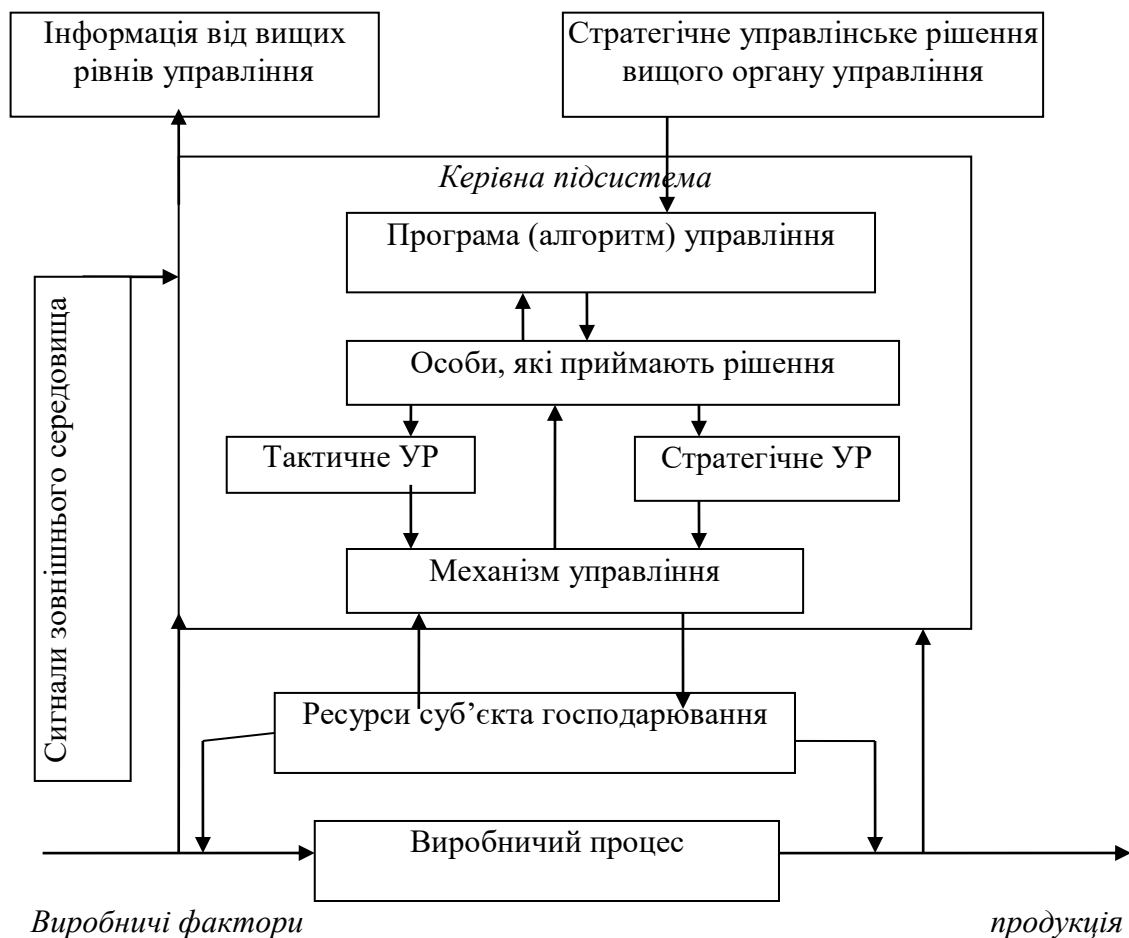 Інформація від вищих
рівнів управління
Стратегічне управлінське рішення
вищого органу управління
Керівна підсистема
Програма (алгоритм) управління
Особи, які приймають рішення
Тактичне УР
Стратегічне УР
Механізм управління
Сигнали зовнішнього середовища
Ресурси суб’єкта господарювання
Виробничий процес
Виробничі фактори
продукція